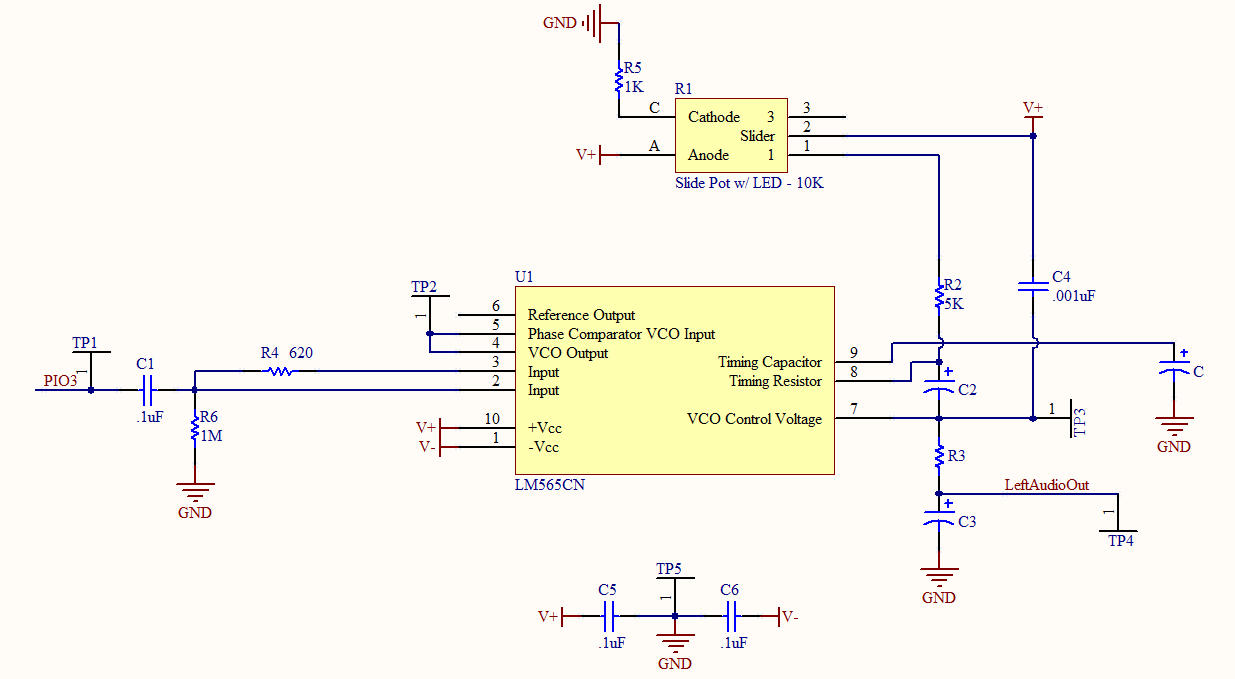 GND
R5
1K
R1
C
Cathode 3
3
Slider
2
V+
A
Anode 1
1
V+
Slide Pot w/ LED - 10K
U1
TP2
1
R2
5K
C4
.001uF
6
Reference Output
5
Phase Comparator VCO Input
4
VCO Output
3
Input
2
Input
10
+Vcc
1
-Vcc
V+
V-
Timing Capacitor
9
Timing Resistor
8
VCO Control Voltage
7
LM565CN
TP1
1
PIO3
C1
.1uF
R4 620
R6
1M
GND
+
C2
+
C
GND
1
TP3
R3
LeftAudioOut
+
C3
1
TP4
GND
TP5
1
C5
.1uF
V+
C6
.1uF
V-
GND